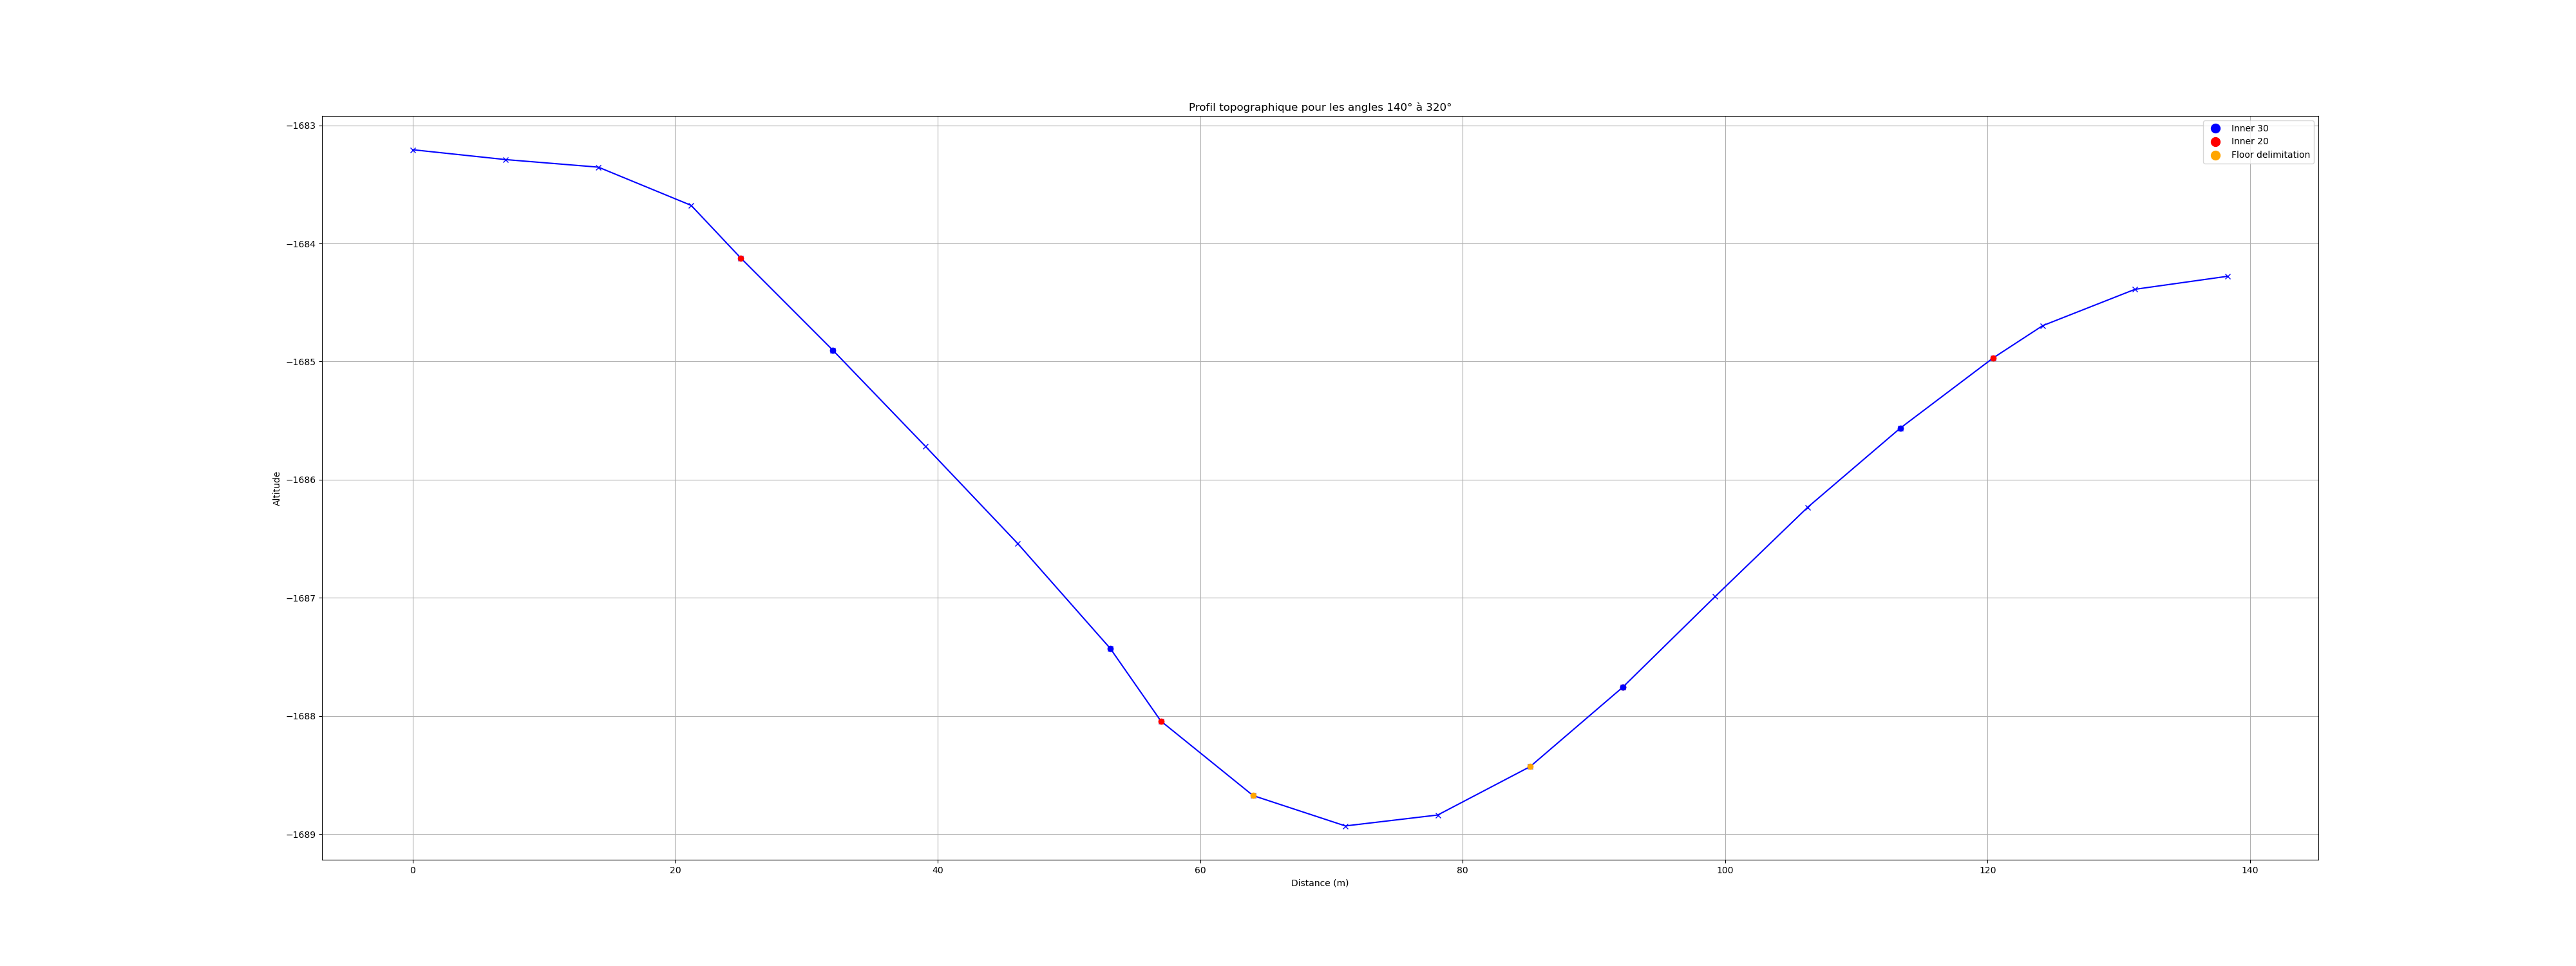 Profil topographique pour les angles 140° à 320°
Inner 30
Inner 20
Floor delimitation
Altitude
−1683
−1684
−1685
−1686
−1687
−1688
−1689
0 20 40 60 80 100 120 140
Distance (m)